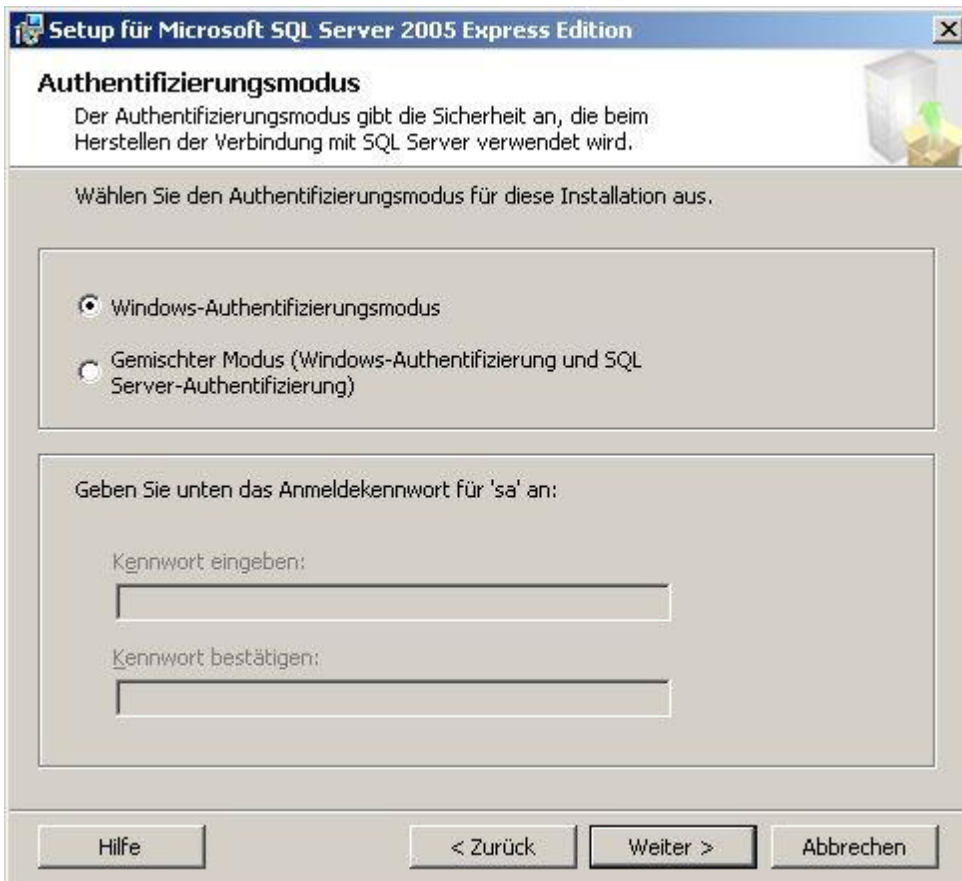 Setup für Microsoft SQL Server 2005 Express Edition
Authentifizierungsmodus
Der Authentifizierungsmodus gibt die Sicherheit an, die beim
Herstellen der Verbindung mit SQL Server verwendet wird.
Wählen Sie den Authentifizierungsmodus für diese Installation aus.
Windows-Authentifizierungsmodus
Gemischter Modus (Windows-Authentifizierung und SQL
Server-Authentifizierung)
Geben Sie unten das Anmeldekennwort für 'sa' an:
Kennwort eingeben:
Kennwort bestätigen:
Hilfe
< Zurück
Weiter >
Abbrechen